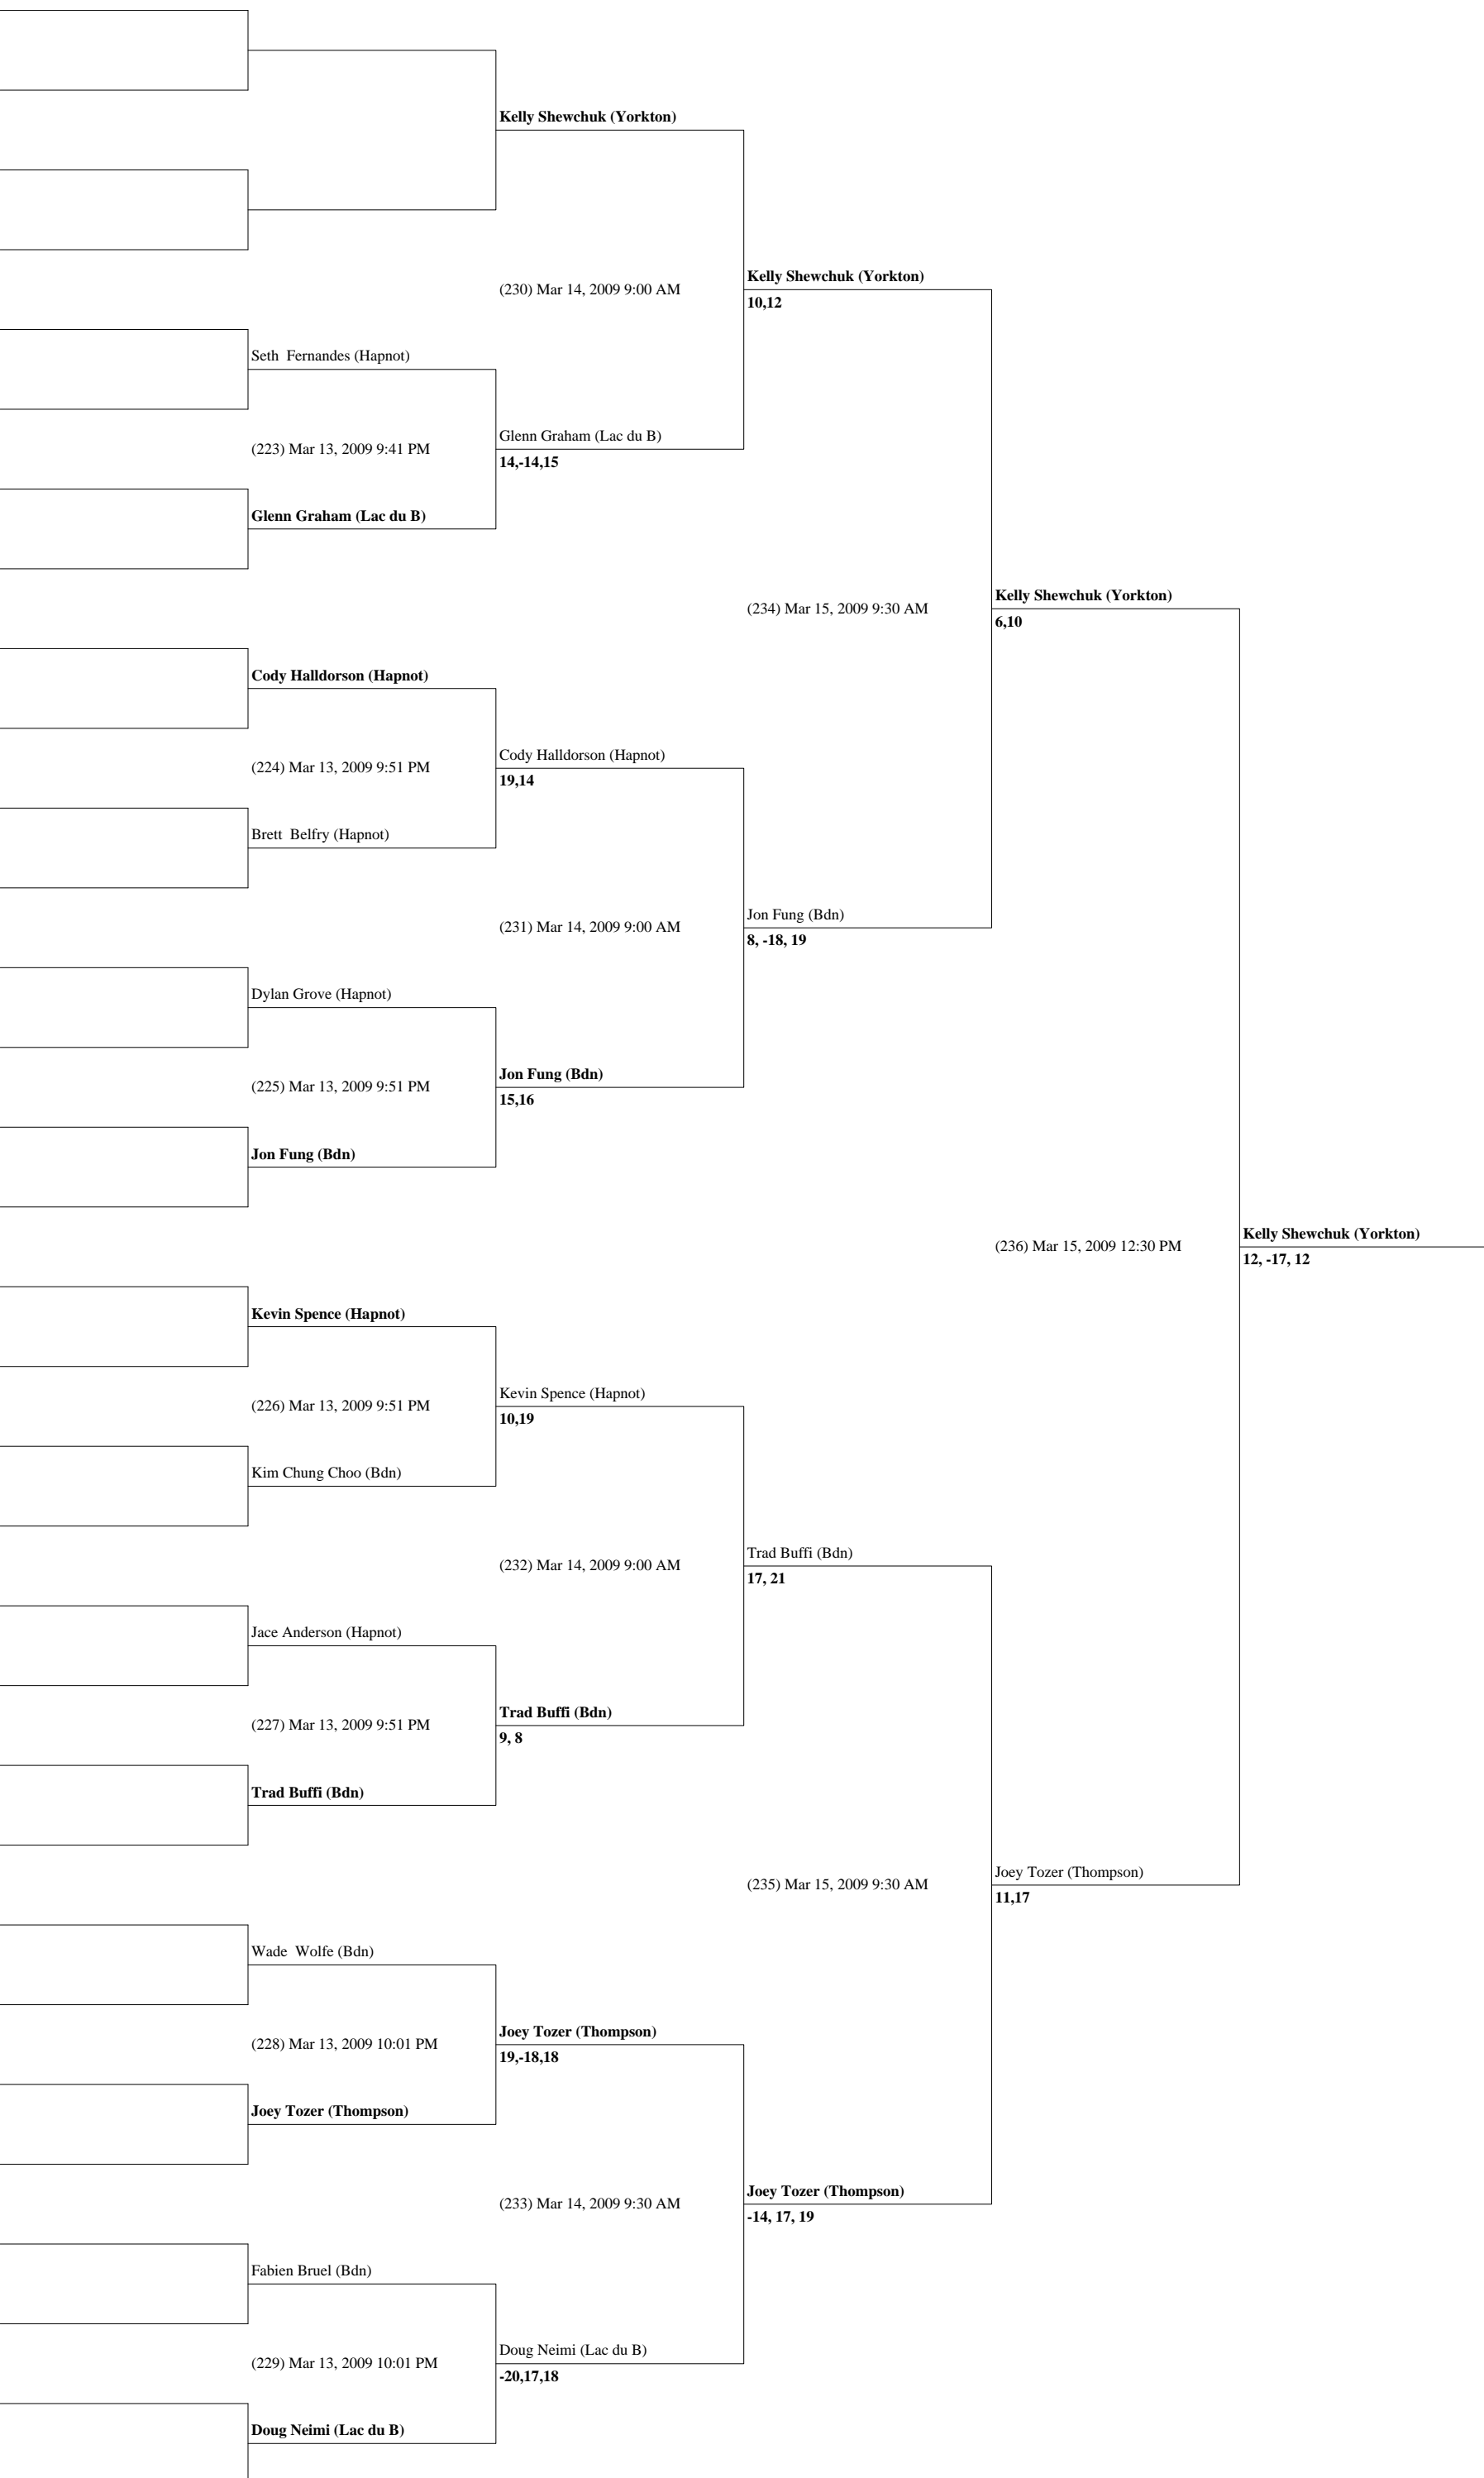 Kelly Shewchuk (Yorkton)
(230) Mar 14, 2009 9:00 AM
Kelly Shewchuk (Yorkton)
10,12
Seth  Fernandes (Hapnot)
(223) Mar 13, 2009 9:41 PM
Glenn Graham (Lac du B)
14,-14,15
Glenn Graham (Lac du B)
(234) Mar 15, 2009 9:30 AM
Kelly Shewchuk (Yorkton)
6,10
Cody Halldorson (Hapnot)
(224) Mar 13, 2009 9:51 PM
Cody Halldorson (Hapnot)
19,14
Brett  Belfry (Hapnot)
(231) Mar 14, 2009 9:00 AM
Jon Fung (Bdn)
8, -18, 19
Dylan Grove (Hapnot)
(225) Mar 13, 2009 9:51 PM
Jon Fung (Bdn)
15,16
Jon Fung (Bdn)
(236) Mar 15, 2009 12:30 PM
Kelly Shewchuk (Yorkton)
12, -17, 12
Kevin Spence (Hapnot)
(226) Mar 13, 2009 9:51 PM
Kevin Spence (Hapnot)
10,19
Kim Chung Choo (Bdn)
(232) Mar 14, 2009 9:00 AM
Trad Buffi (Bdn)
17, 21
Jace Anderson (Hapnot)
(227) Mar 13, 2009 9:51 PM
Trad Buffi (Bdn)
9, 8
Trad Buffi (Bdn)
(235) Mar 15, 2009 9:30 AM
Joey Tozer (Thompson)
11,17
Wade  Wolfe (Bdn)
(228) Mar 13, 2009 10:01 PM
Joey Tozer (Thompson)
19,-18,18
Joey Tozer (Thompson)
(233) Mar 14, 2009 9:30 AM
Joey Tozer (Thompson)
-14, 17, 19
Fabien Bruel (Bdn)
(229) Mar 13, 2009 10:01 PM
Doug Neimi (Lac du B)
-20,17,18
Doug Neimi (Lac du B)